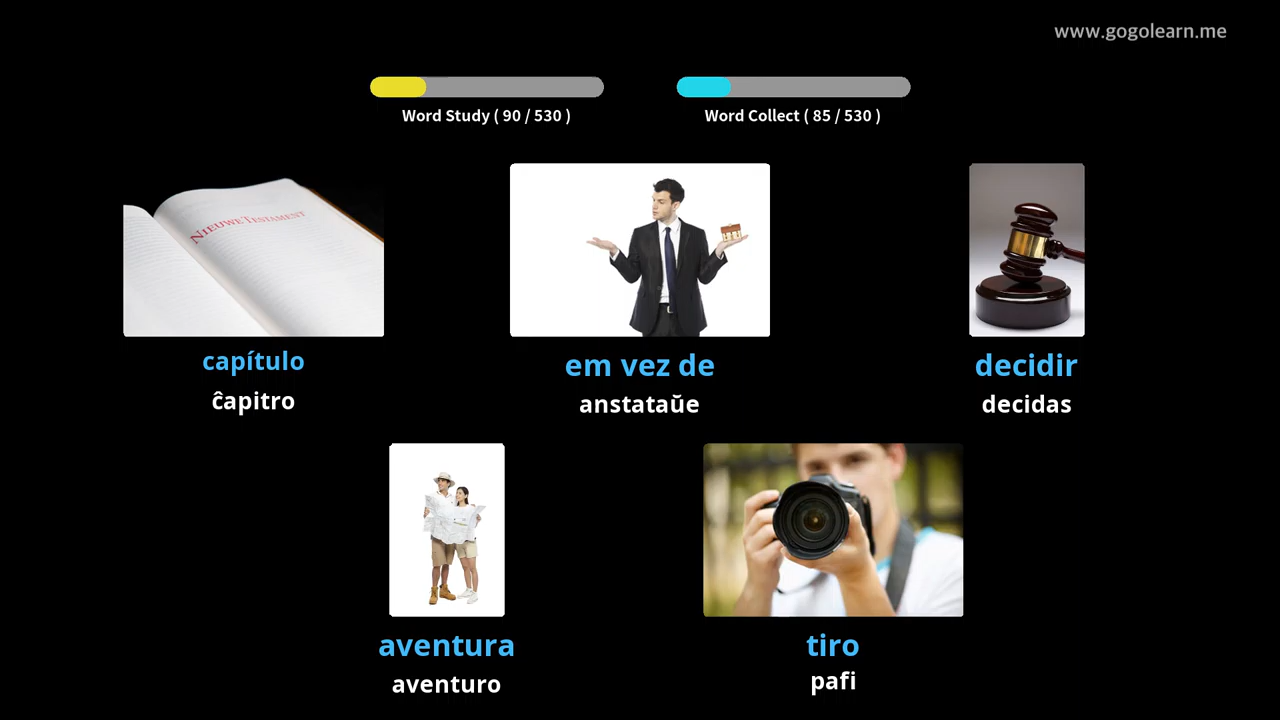 www.gogolearn.me
Word Study ( 90 / 530 )
Word Collect ( 85 / 530 )
NIEUWE TESTAMENT
capítulo
ĉapitro
em vez de
anstataŭe
decidir
decidas
aventura
aventuro
tiro
pafi